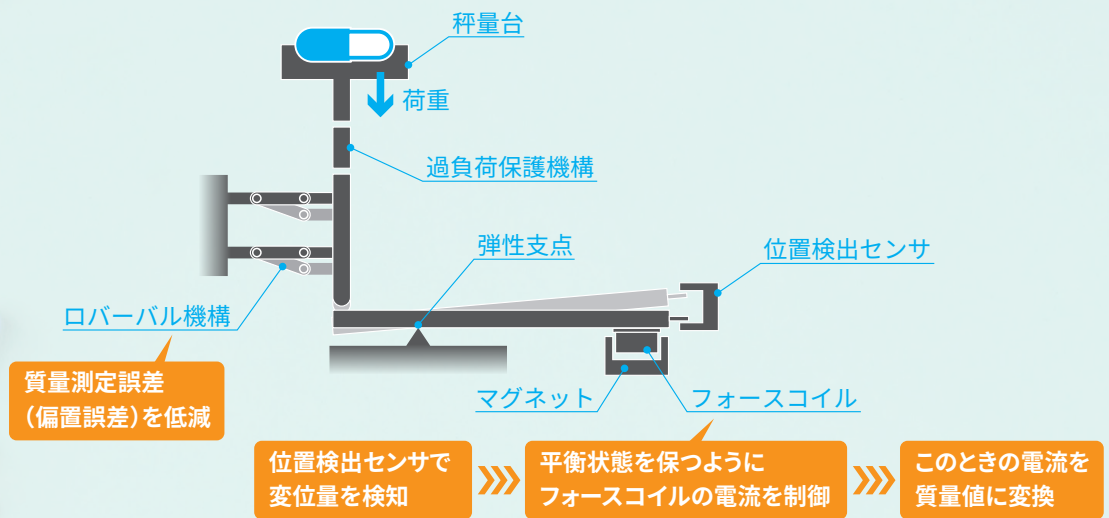 秤量台
荷重
過負荷保護機構
弾性支点
位置検出センサ
ロバーバル機構
質量測定誤差
（偏置誤差）を低減
マグネット
フォースコイル
位置検出センサで
変位量を検知
平衡状態を保つように
フォースコイルの電流を制御
このときの電流を
質量値に変換